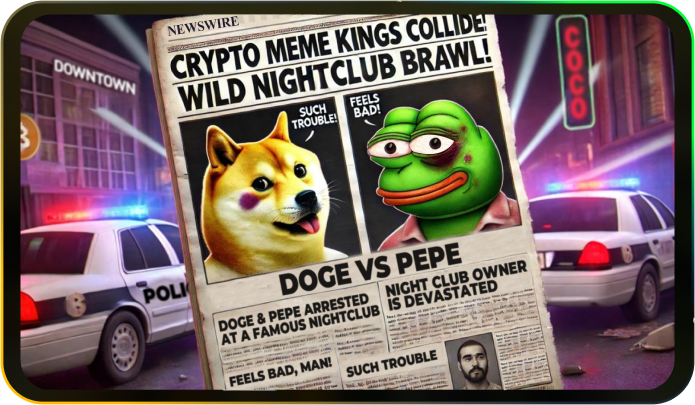 NEWSWIRE
CRYPTO MEME KINGS COLLIDE!
WILD NIGHTCLUB BRAWL!
DOWNTOWN
COCO
SUCH
TROUBLE!
FEELS
BAD!
DOGE VS PEPE
DOGE & PEPE ARRESTED
AT A FAMOUS NIGHTCLUB
NIGHT CLUB OWNER
IS DEVASTATED
FEELS BAD, MAN!
SUCH TROUBLE
POLIC